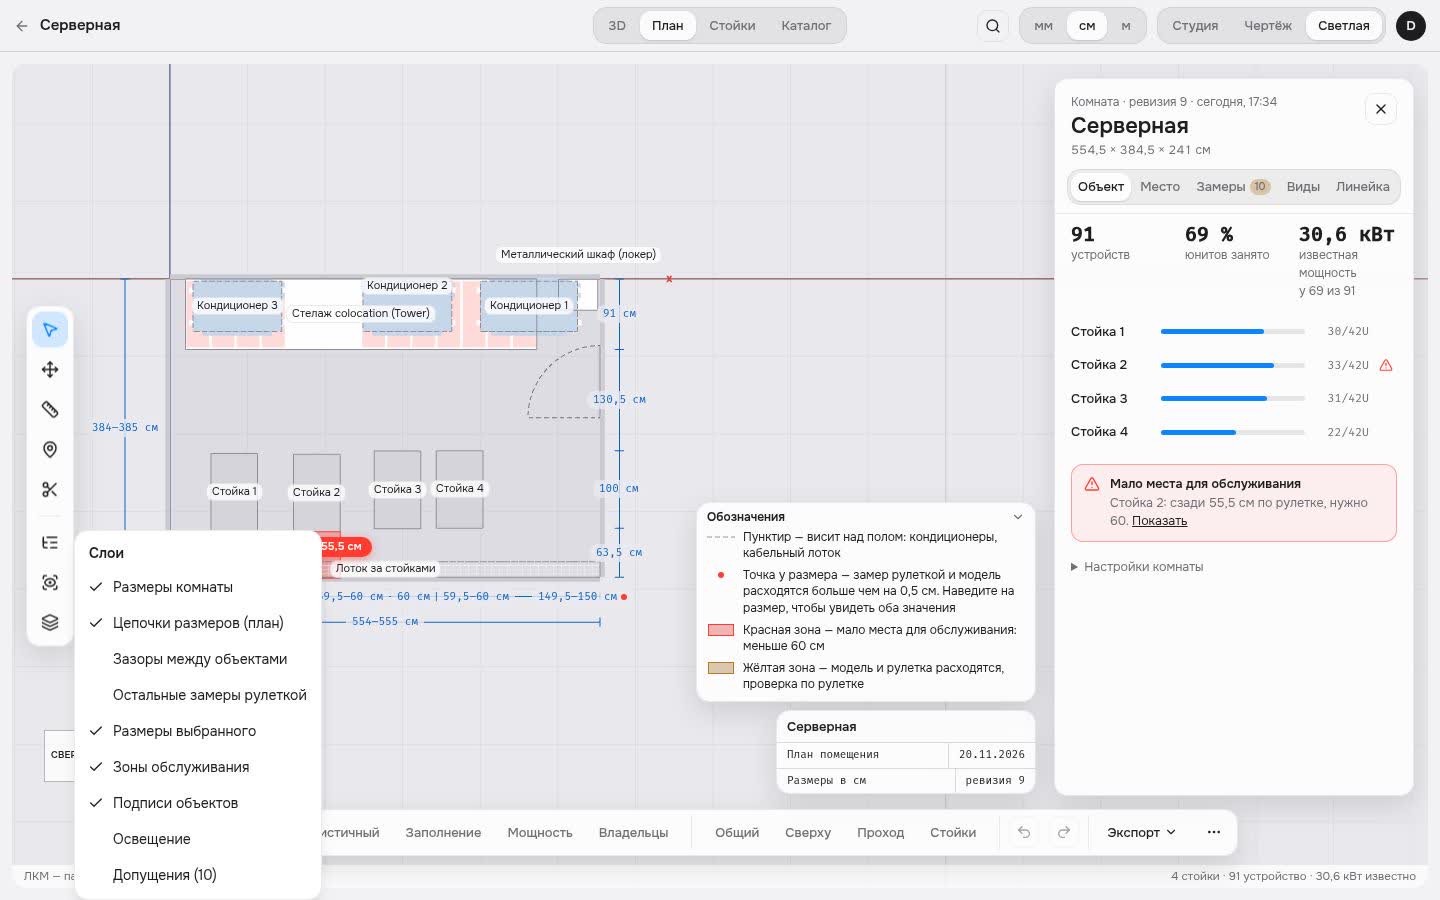 Серверная
3D План Стойки Каталог
мм см м
Студия Чертёж Светлая
D
Комната · ревизия 9 · сегодня, 17:34
Серверная
554,5 × 384,5 × 241 см
Объект Место Замеры 10 Виды Линейка
91 69 % 30,6 кВт
устройств юнитов занято известная
мощность
у 69 из 91
Стойка 1 30/42U
Стойка 2 33/42U
Стойка 3 31/42U
Стойка 4 22/42U
Мало места для обслуживания
Стойка 2: сзади 55,5 см по рулетке, нужно
60. Показать
Настройки комнаты
Металлический шкаф (локер)
x
Кондиционер 2
Кондиционер 3
Кондиционер 1
Стелаж colocation (Tower)
91 см
130,5 см
384–385 см
Стойка 1
Стойка 2
Стойка 3
Стойка 4
100 см
55,5 см
63,5 см
Лоток за стойками
9,5–60 см
60 см
59,5–60 см
149,5–150 см
554–555 см
Слои
Размеры комнаты
Цепочки размеров (план)
Зазоры между объектами
Остальные замеры рулеткой
Размеры выбранного
Зоны обслуживания
Подписи объектов
Освещение
Допущения (10)
Обозначения
Пунктир — висит над полом: кондиционеры,
кабельный лоток
Точка у размера — замер рулеткой и модель
расходятся больше чем на 0,5 см. Наведите на
размер, чтобы увидеть оба значения
Красная зона — мало места для обслуживания:
меньше 60 см
Жёлтая зона — модель и рулетка расходятся,
проверка по рулетке
Серверная
План помещения 20.11.2026
Размеры в см ревизия 9
СВЕР
истичный Заполнение Мощность Владельцы Общий Сверху Проход Стойки Экспорт
ЛКМ — па
4 стойки · 91 устройство · 30,6 кВт известно